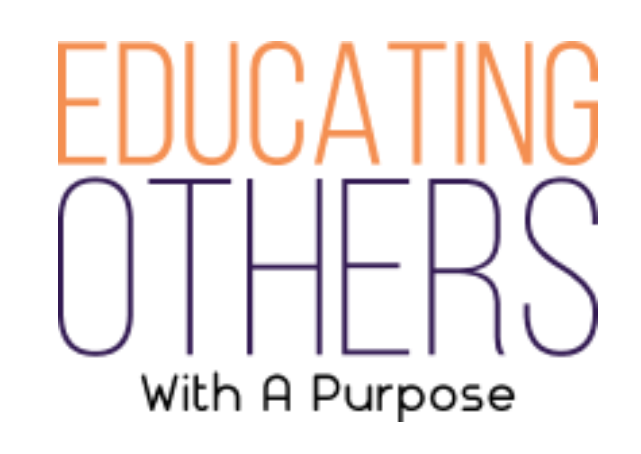 EDUCATING
OTHERS
With A Purpose